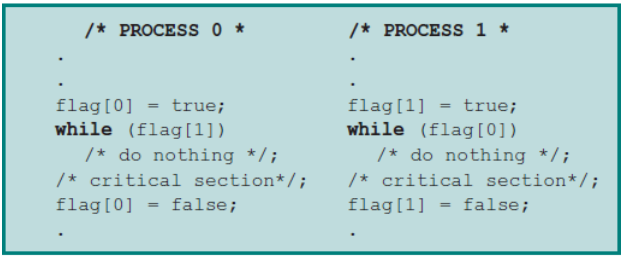 /* PROCESS 0 *
.
.
flag[0] = true;
while (flag[1])
/* do nothing */;
/* critical section*/;
flag[0] = false;
.
/* PROCESS 1 *
.
.
flag[1] = true;
while (flag[0])
/* do nothing */;
/* critical section*/;
flag[1] = false;
.